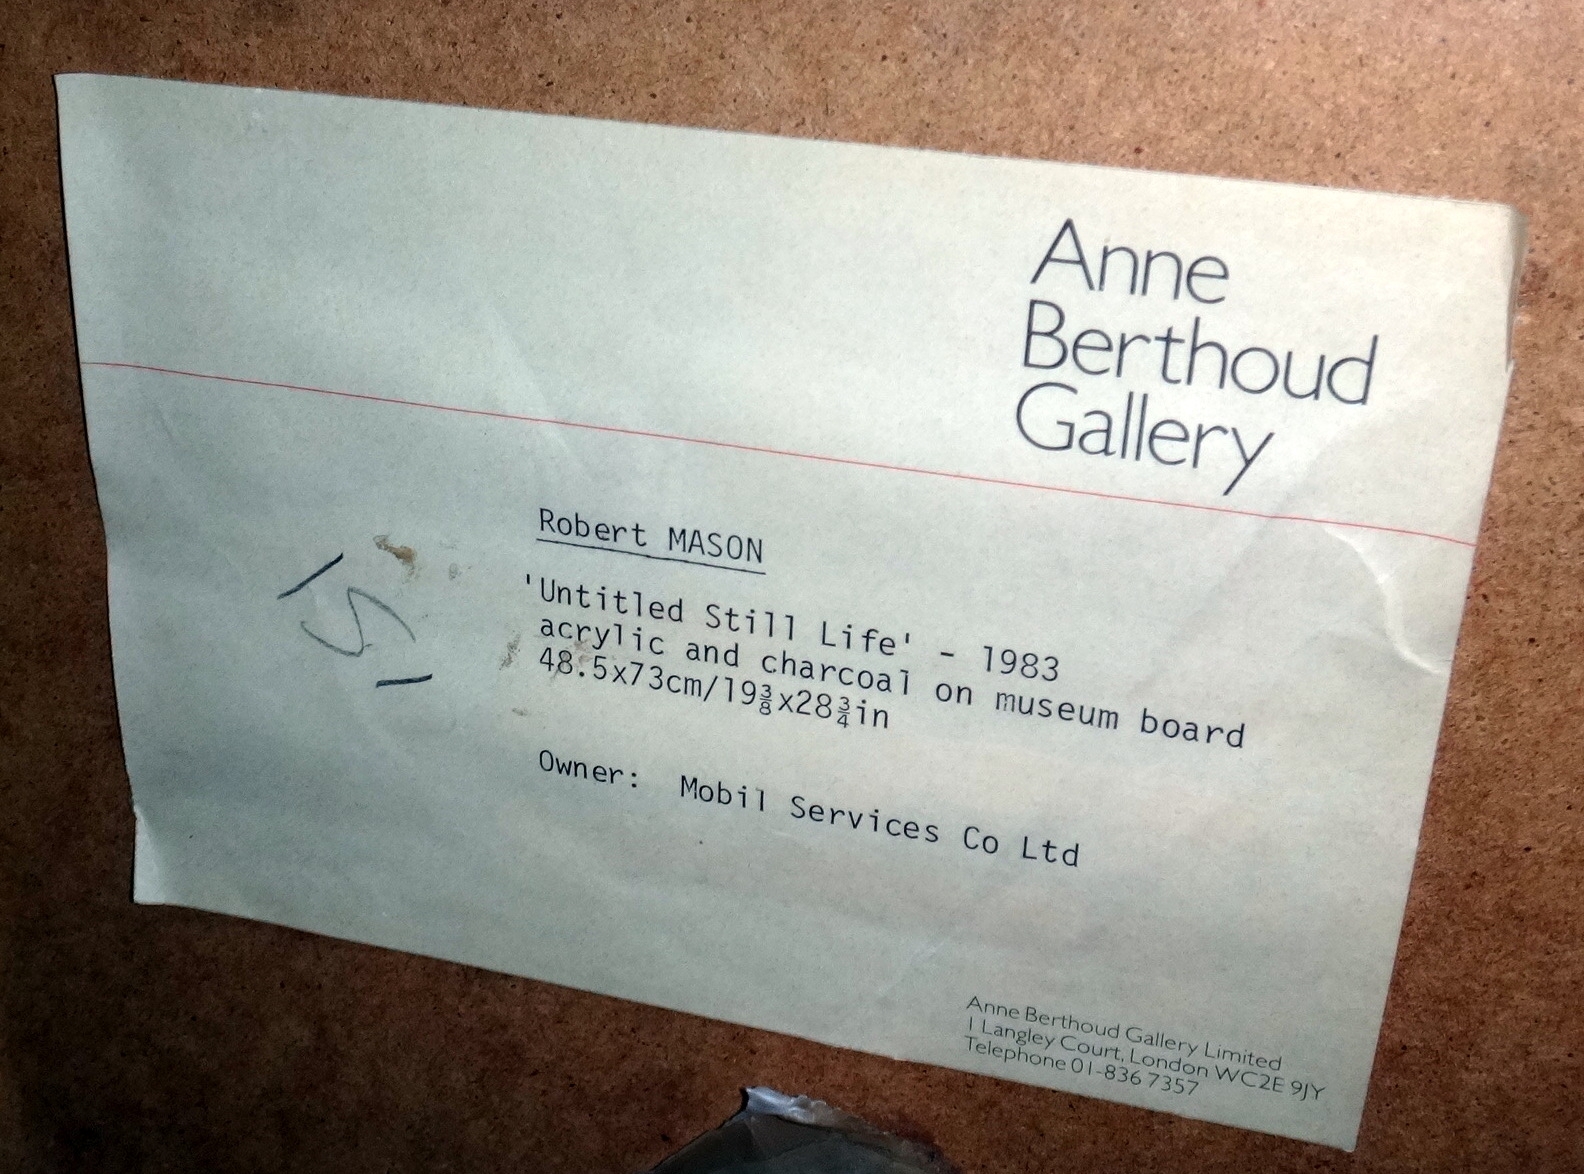 Anne
Berthoud
Gallery
Robert MASON
'Untitled Still Life' - 1983
acrylic and charcoal on museum board
48.5x73cm/19⅜x28¾in
Owner: Mobil Services Co Ltd
Anne Berthoud Gallery Limited
1 Langley Court, London WC2E 9JY
Telephone 01-836 7357